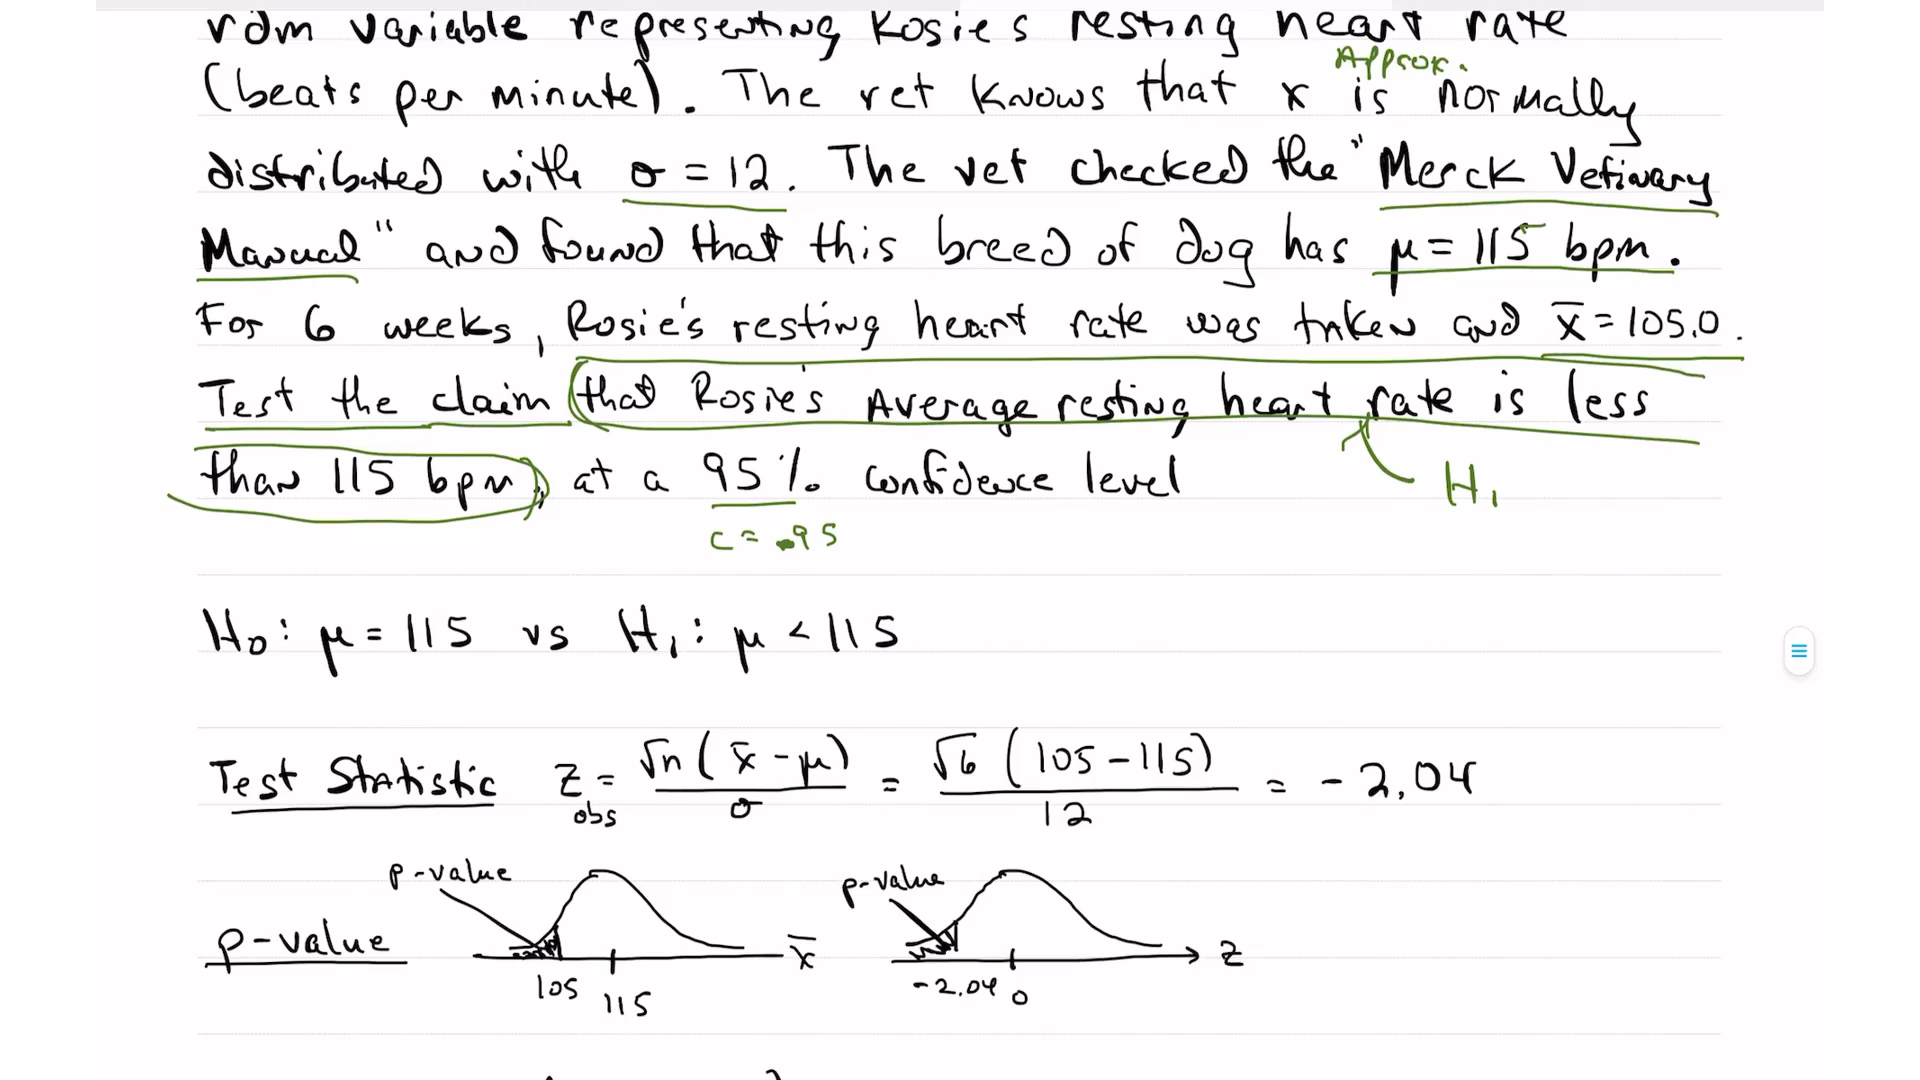 rdm variable representing Rosie's resting heart rate
Approx.
(beats per minute). The vet knows that x is normally
distributed with σ = 12. The vet checked the "Merck Vetinary
Manual" and found that this breed of dog has μ = 115 bpm.
For 6 weeks, Rosie's resting heart rate was taken and x̄ = 105.0.
Test the claim (that Rosie's Average resting heart rate is less
than 115 bpm), at a 95% confidence level
H₁
c = .95
H₀: μ = 115 vs H₁: μ < 115
Test Statistic z obs = √n ( x̄ - μ) / σ = √6 (105 - 115) / 12 = -2.04
p-value p-value
p-value x̄ z
105 115 -2.04 0